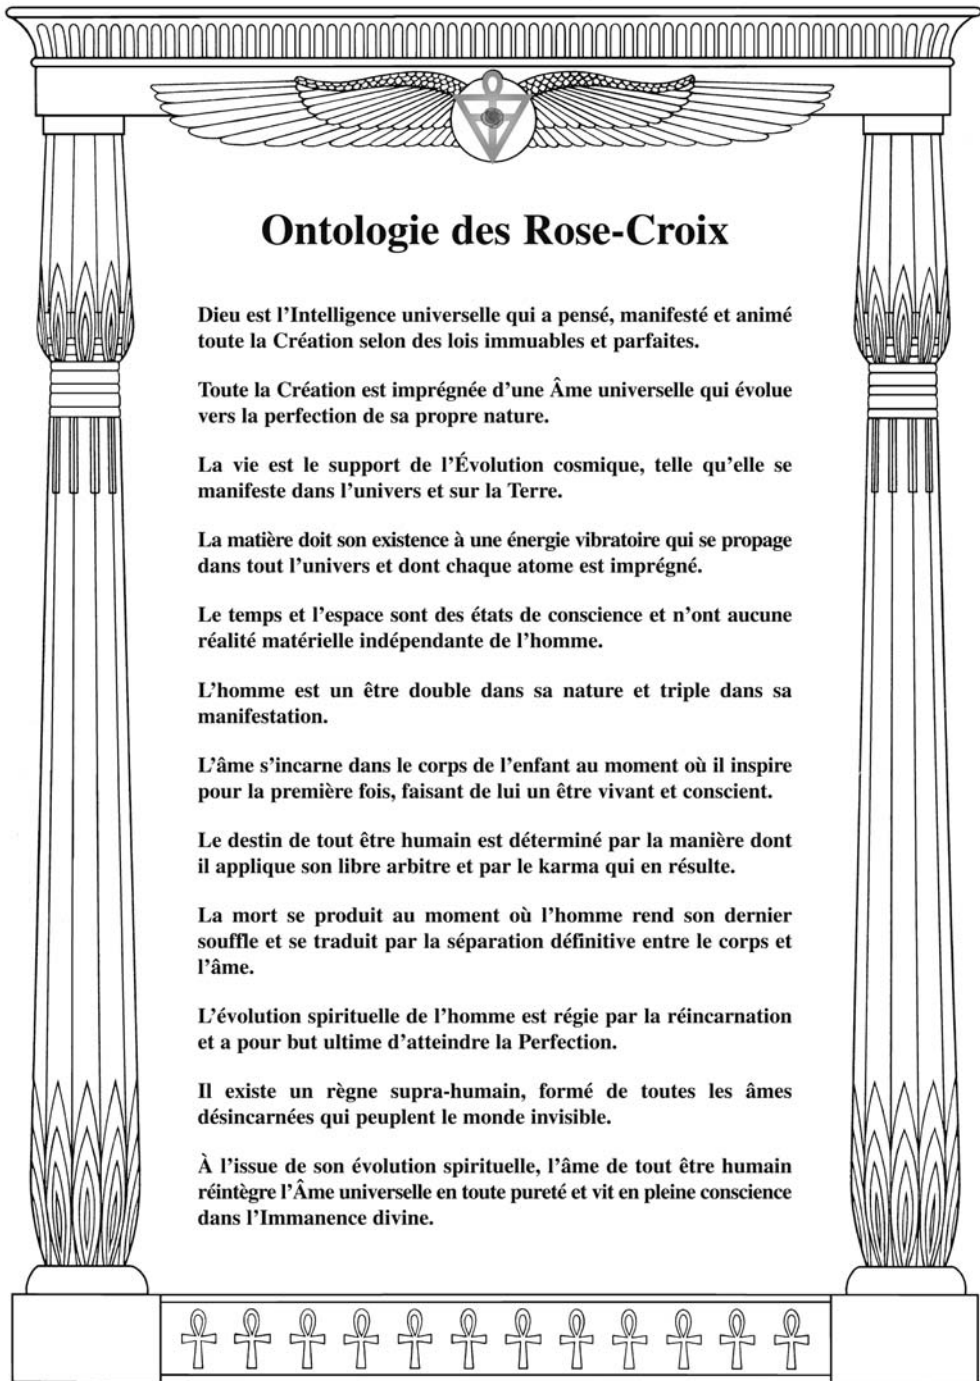 Ontologie des Rose-Croix
Dieu est l’Intelligence universelle qui a pensé, manifesté et animé
toute la Création selon des lois immuables et parfaites.
Toute la Création est imprégnée d’une Âme universelle qui évolue
vers la perfection de sa propre nature.
La vie est le support de l’Évolution cosmique, telle qu’elle se
manifeste dans l’univers et sur la Terre.
La matière doit son existence à une énergie vibratoire qui se propage
dans tout l’univers et dont chaque atome est imprégné.
Le temps et l’espace sont des états de conscience et n’ont aucune
réalité matérielle indépendante de l’homme.
L’homme est un être double dans sa nature et triple dans sa
manifestation.
L’âme s’incarne dans le corps de l’enfant au moment où il inspire
pour la première fois, faisant de lui un être vivant et conscient.
Le destin de tout être humain est déterminé par la manière dont
il applique son libre arbitre et par le karma qui en résulte.
La mort se produit au moment où l’homme rend son dernier
souffle et se traduit par la séparation définitive entre le corps et
l’âme.
L’évolution spirituelle de l’homme est régie par la réincarnation
et a pour but ultime d’atteindre la Perfection.
Il existe un règne supra-humain, formé de toutes les âmes
désincarnées qui peuplent le monde invisible.
À l’issue de son évolution spirituelle, l’âme de tout être humain
réintègre l’Âme universelle en toute pureté et vit en pleine conscience
dans l’Immanence divine.